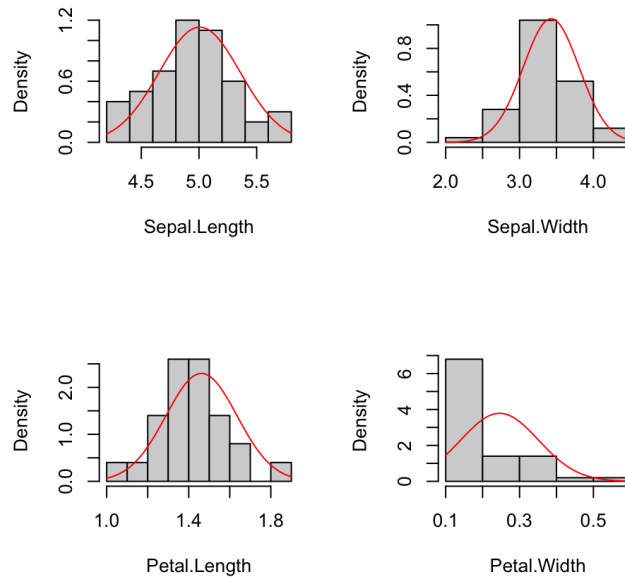 Density
1.2
0.6
0.0
4.5 5.0 5.5
Sepal.Length
Density
0.8
0.4
0.0
2.0 3.0 4.0
Sepal.Width
Density
2.0
1.0
0.0
1.0 1.4 1.8
Petal.Length
Density
6
4
2
0
0.1 0.3 0.5
Petal.Width